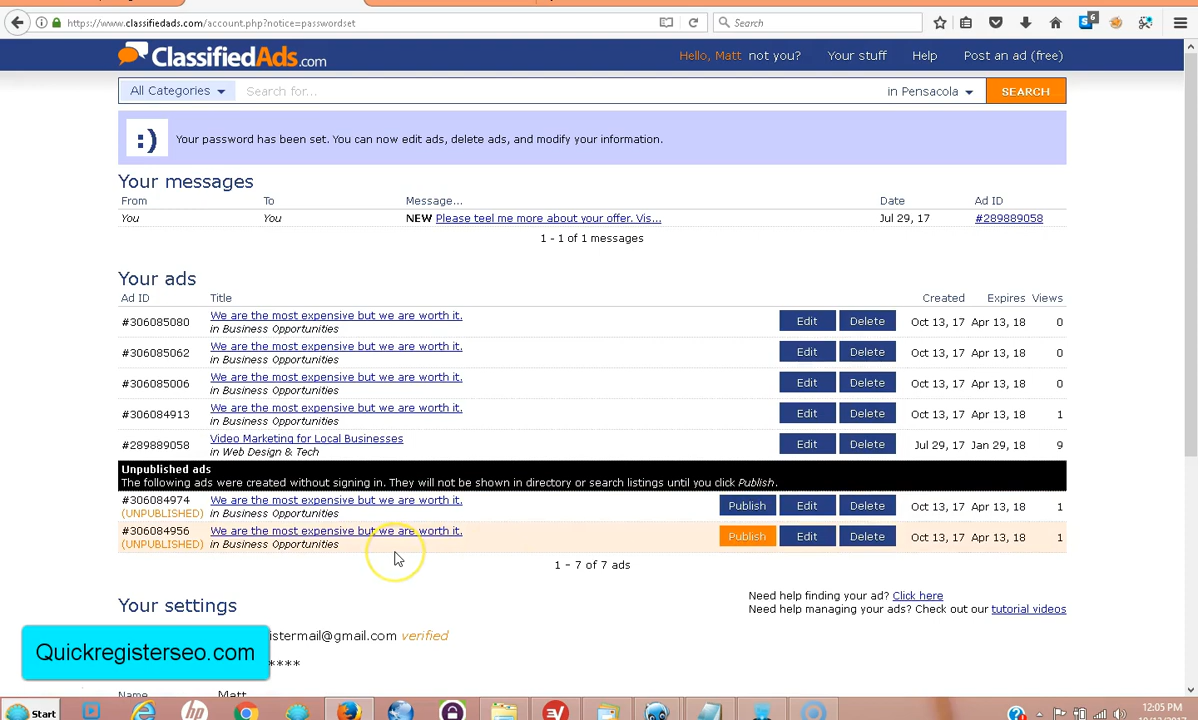 https://www.classifiedads.com/account.php?notice=passwordset
Search
6
ClassifiedAds.com
Hello, Matt not you? Your stuff Help Post an ad (free)
All Categories Search for... in Pensacola SEARCH
:) Your password has been set. You can now edit ads, delete ads, and modify your information.
Your messages
From To Message... Date Ad ID
You You NEW Please teel me more about your offer. Vis... Jul 29, 17 #289889058
1 - 1 of 1 messages
Your ads
Ad ID Title Created Expires Views
#306085080 We are the most expensive but we are worth it. Edit Delete Oct 13, 17 Apr 13, 18 0
in Business Opportunities
#306085062 We are the most expensive but we are worth it. Edit Delete Oct 13, 17 Apr 13, 18 0
in Business Opportunities
#306085006 We are the most expensive but we are worth it. Edit Delete Oct 13, 17 Apr 13, 18 0
in Business Opportunities
#306084913 We are the most expensive but we are worth it. Edit Delete Oct 13, 17 Apr 13, 18 1
in Business Opportunities
#289889058 Video Marketing for Local Businesses Edit Delete Jul 29, 17 Jan 29, 18 9
in Web Design & Tech
Unpublished ads
The following ads were created without signing in. They will not be shown in directory or search listings until you click Publish.
#306084974 We are the most expensive but we are worth it. Publish Edit Delete Oct 13, 17 Apr 13, 18 1
(UNPUBLISHED) in Business Opportunities
#306084956 We are the most expensive but we are worth it. Publish Edit Delete Oct 13, 17 Apr 13, 18 1
(UNPUBLISHED) in Business Opportunities
1 - 7 of 7 ads
Your settings
Need help finding your ad? Click here
Need help managing your ads? Check out our tutorial videos
istermail@gmail.com verified
Quickregisterseo.com
****
Name Matt
Start
12:05 PM